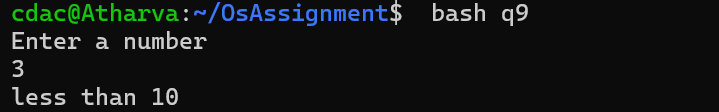 cdac@Atharva:~/OsAssignment$  bash q9
Enter a number
3
less than 10